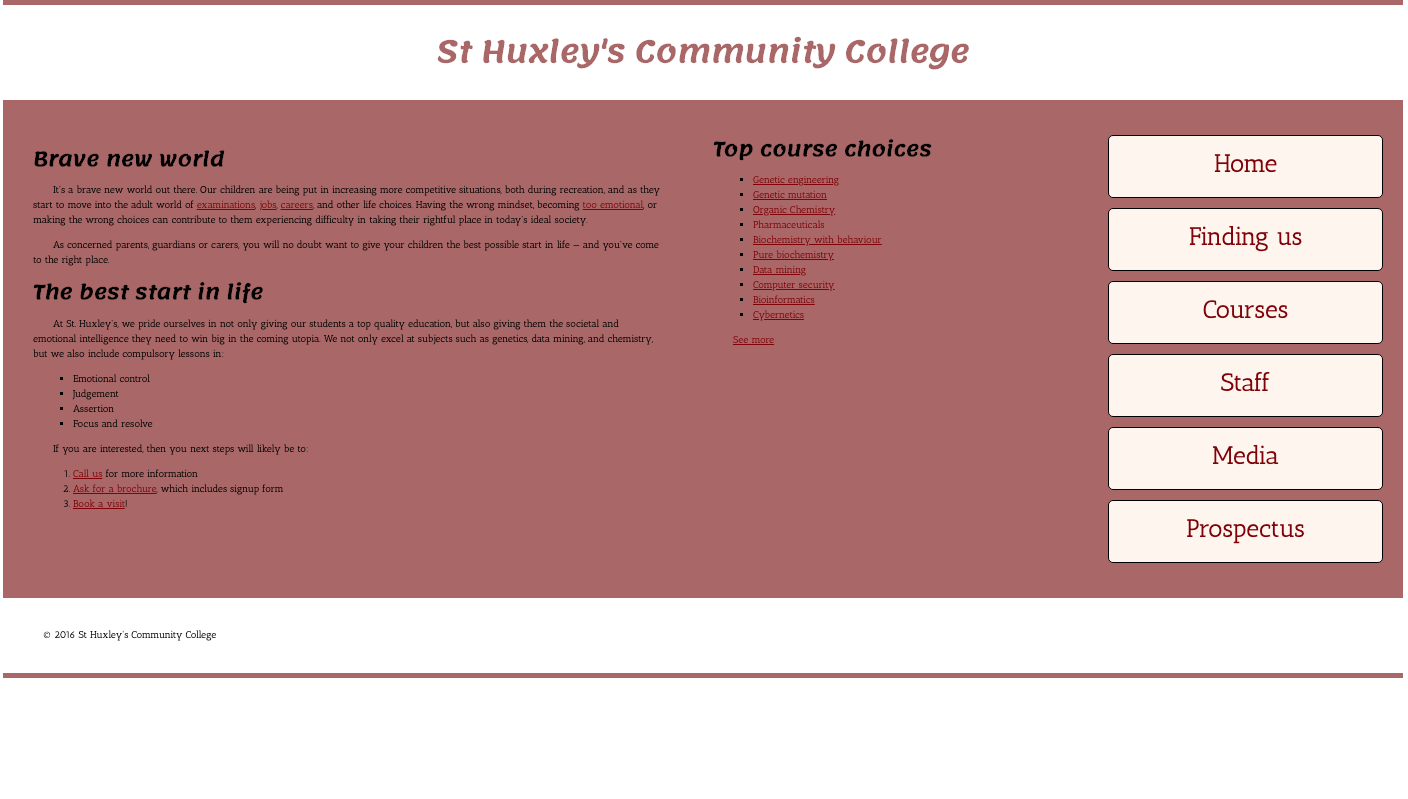 St Huxley's Community College
Brave new world
It's a brave new world out there. Our children are being put in increasing more competitive situations, both during recreation, and as they
start to move into the adult world of examinations, jobs, careers, and other life choices. Having the wrong mindset, becoming too emotional, or
making the wrong choices can contribute to them experiencing difficulty in taking their rightful place in today's ideal society.
As concerned parents, guardians or carers, you will no doubt want to give your children the best possible start in life — and you've come
to the right place.
The best start in life
At St. Huxley's, we pride ourselves in not only giving our students a top quality education, but also giving them the societal and
emotional intelligence they need to win big in the coming utopia. We not only excel at subjects such as genetics, data mining, and chemistry,
but we also include compulsory lessons in:
▪ Emotional control
▪ Judgement
▪ Assertion
▪ Focus and resolve
If you are interested, then you next steps will likely be to:
1. Call us for more information
2. Ask for a brochure, which includes signup form
3. Book a visit!
Top course choices
▪ Genetic engineering
▪ Genetic mutation
▪ Organic Chemistry
▪ Pharmaceuticals
▪ Biochemistry with behaviour
▪ Pure biochemistry
▪ Data mining
▪ Computer security
▪ Bioinformatics
▪ Cybernetics
See more
Home
Finding us
Courses
Staff
Media
Prospectus
© 2016 St Huxley's Community College